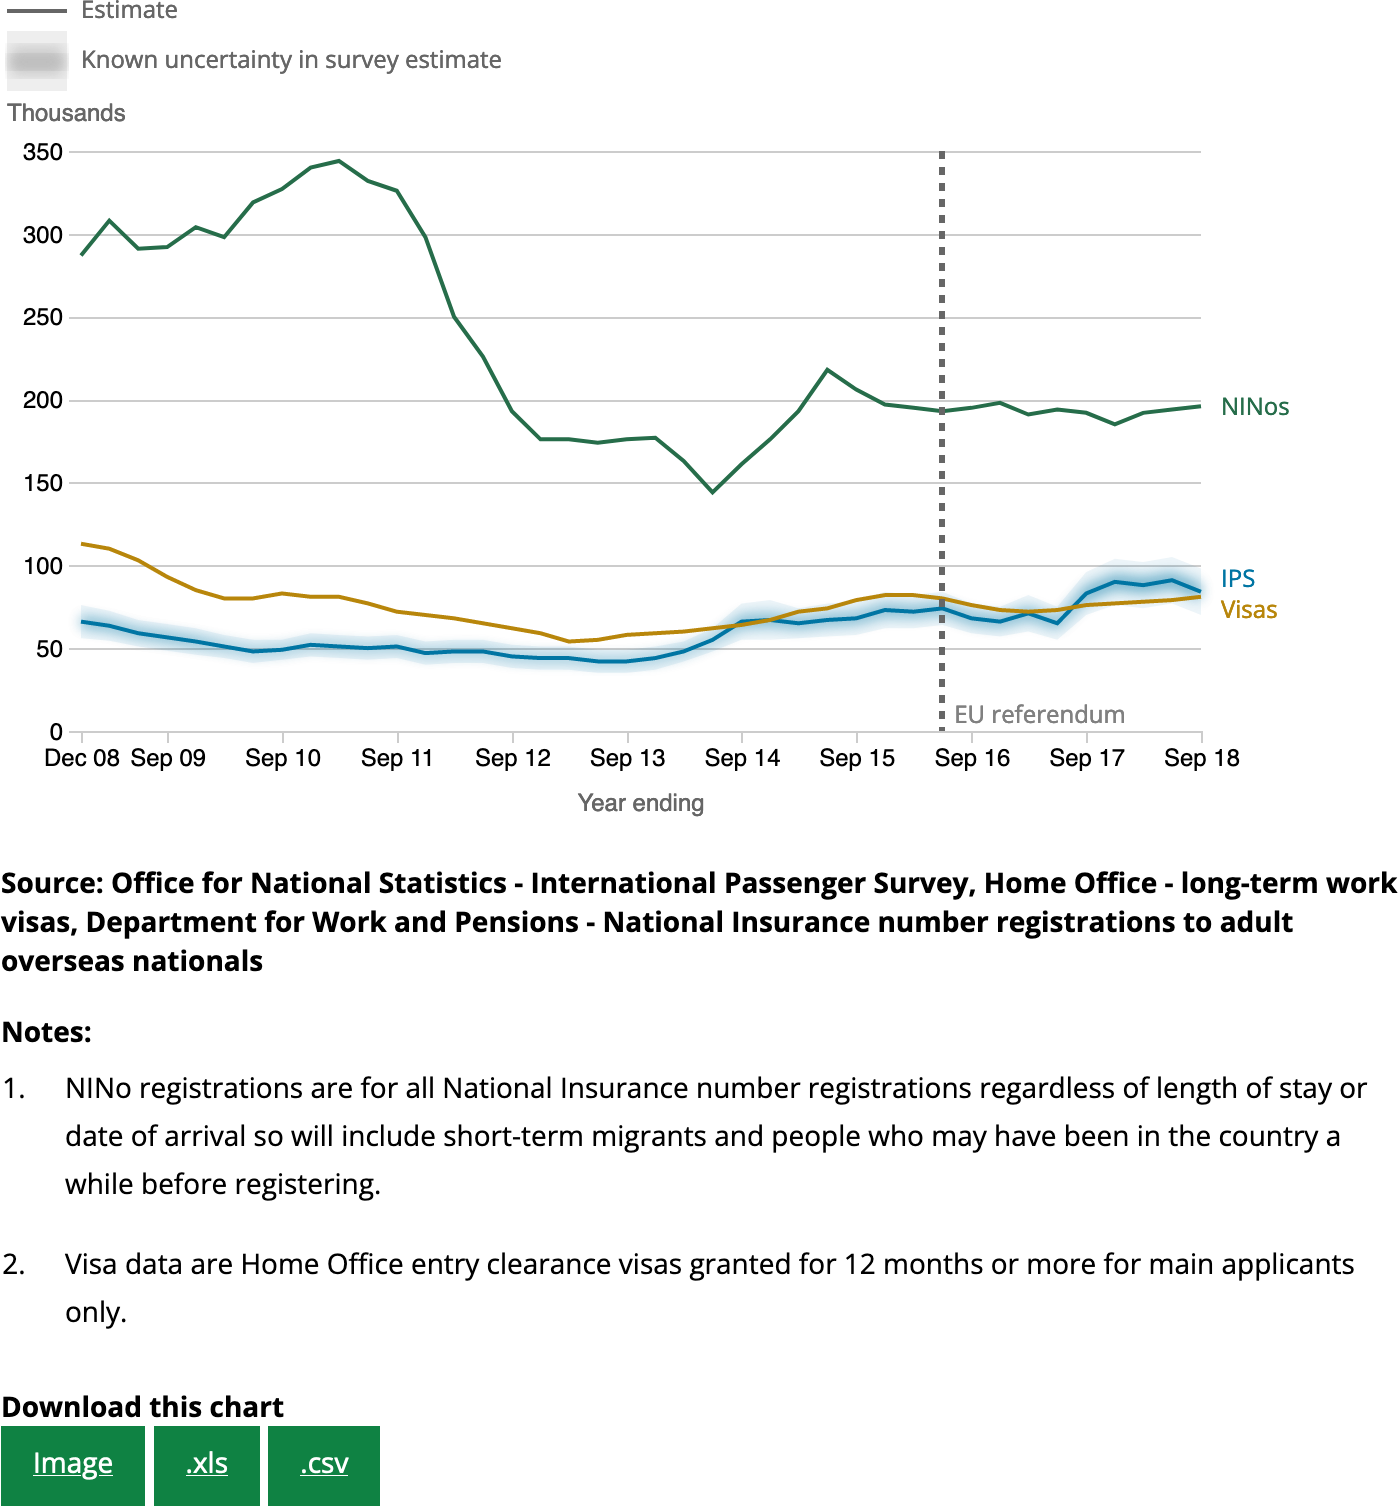 Estimate
Known uncertainty in survey estimate
Thousands
350
300
250
200
150
100
50
0
NINos
IPS
Visas
EU referendum
Dec 08 Sep 09 Sep 10 Sep 11 Sep 12 Sep 13 Sep 14 Sep 15 Sep 16 Sep 17 Sep 18
Year ending
Source: Office for National Statistics - International Passenger Survey, Home Office - long-term work
visas, Department for Work and Pensions - National Insurance number registrations to adult
overseas nationals
Notes:
1. NINo registrations are for all National Insurance number registrations regardless of length of stay or
date of arrival so will include short-term migrants and people who may have been in the country a
while before registering.
2. Visa data are Home Office entry clearance visas granted for 12 months or more for main applicants
only.
Download this chart
Image .xls .csv